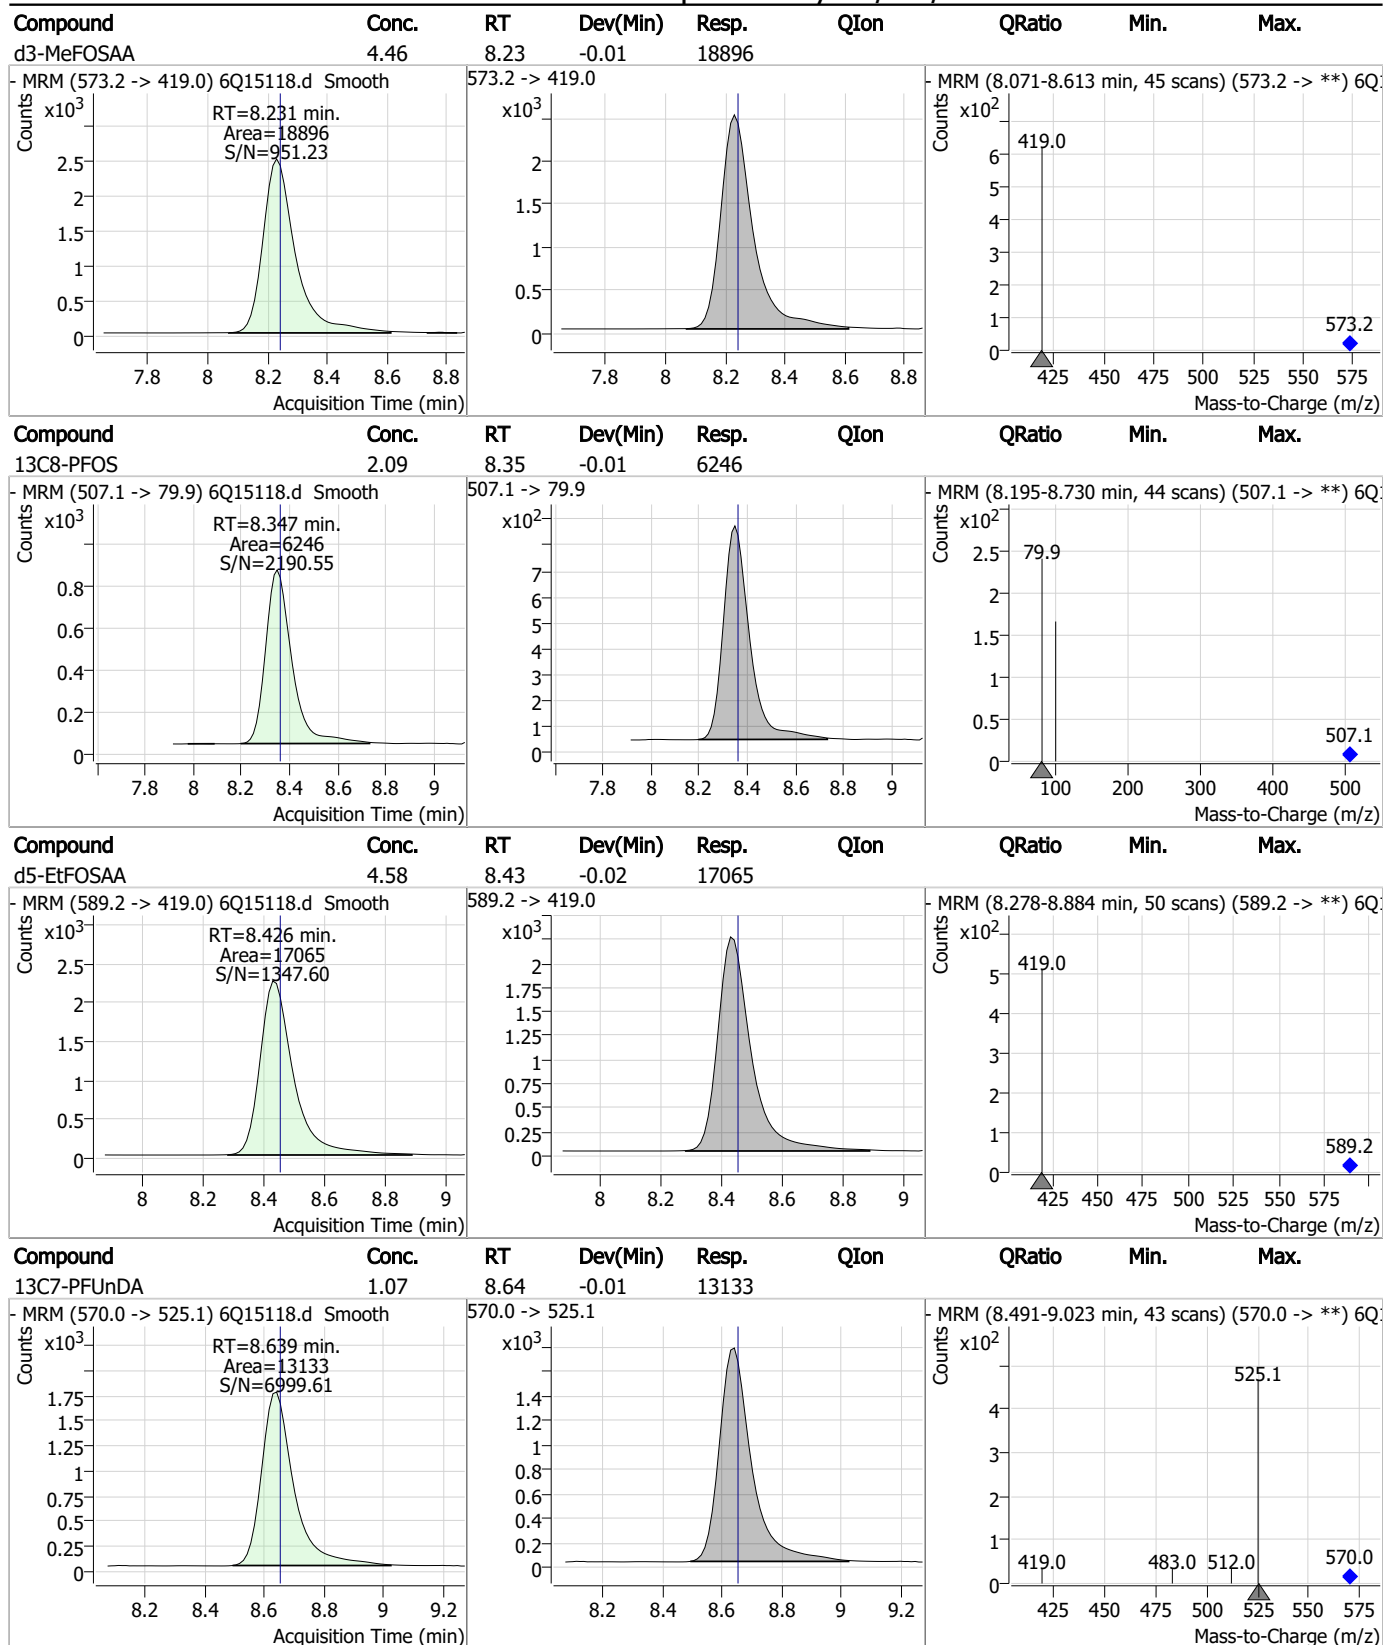 Compound Conc. RT Dev(Min) Resp. QIon QRatio Min. Max.
d3-MeFOSAA 4.46 8.23 -0.01 18896
- MRM (573.2 -> 419.0) 6Q15118.d Smooth 573.2 -> 419.0 - MRM (8.071-8.613 min, 45 scans) (573.2 -> **) 6Q
Counts x10³ RT=8.231 min. Area=18896 S/N=951.23
2.5 2 1.5 1 0.5 0
7.8 8 8.2 8.4 8.6 8.8
Acquisition Time (min)
x10³ 2 1.5 1 0.5 0
7.8 8 8.2 8.4 8.6 8.8
Counts x10² 419.0 573.2
6 5 4 3 2 1 0
425 450 475 500 525 550 575
Mass-to-Charge (m/z)
Compound Conc. RT Dev(Min) Resp. QIon QRatio Min. Max.
13C8-PFOS 2.09 8.35 -0.01 6246
- MRM (507.1 -> 79.9) 6Q15118.d Smooth 507.1 -> 79.9 - MRM (8.195-8.730 min, 44 scans) (507.1 -> **) 6Q
Counts x10³ RT=8.347 min. Area=6246 S/N=2190.55
0.8 0.6 0.4 0.2 0
7.8 8 8.2 8.4 8.6 8.8 9
Acquisition Time (min)
x10² 7 6 5 4 3 2 1 0
7.8 8 8.2 8.4 8.6 8.8 9
Counts x10² 79.9 507.1
2.5 2 1.5 1 0.5 0
100 200 300 400 500
Mass-to-Charge (m/z)
Compound Conc. RT Dev(Min) Resp. QIon QRatio Min. Max.
d5-EtFOSAA 4.58 8.43 -0.02 17065
- MRM (589.2 -> 419.0) 6Q15118.d Smooth 589.2 -> 419.0 - MRM (8.278-8.884 min, 50 scans) (589.2 -> **) 6Q
Counts x10³ RT=8.426 min. Area=17065 S/N=1347.60
2.5 2 1.5 1 0.5 0
8 8.2 8.4 8.6 8.8 9
Acquisition Time (min)
x10³ 2 1.75 1.5 1.25 1 0.75 0.5 0.25 0
8 8.2 8.4 8.6 8.8 9
Counts x10² 419.0 589.2
5 4 3 2 1 0
425 450 475 500 525 550 575
Mass-to-Charge (m/z)
Compound Conc. RT Dev(Min) Resp. QIon QRatio Min. Max.
13C7-PFUnDA 1.07 8.64 -0.01 13133
- MRM (570.0 -> 525.1) 6Q15118.d Smooth 570.0 -> 525.1 - MRM (8.491-9.023 min, 43 scans) (570.0 -> **) 6Q
Counts x10³ RT=8.639 min. Area=13133 S/N=6999.61
1.75 1.5 1.25 1 0.75 0.5 0.25 0
8.2 8.4 8.6 8.8 9 9.2
Acquisition Time (min)
x10³ 1.4 1.2 1 0.8 0.6 0.4 0.2 0
8.2 8.4 8.6 8.8 9 9.2
Counts x10² 525.1 419.0 483.0 512.0 570.0
4 3 2 1 0
425 450 475 500 525 550 575
Mass-to-Charge (m/z)